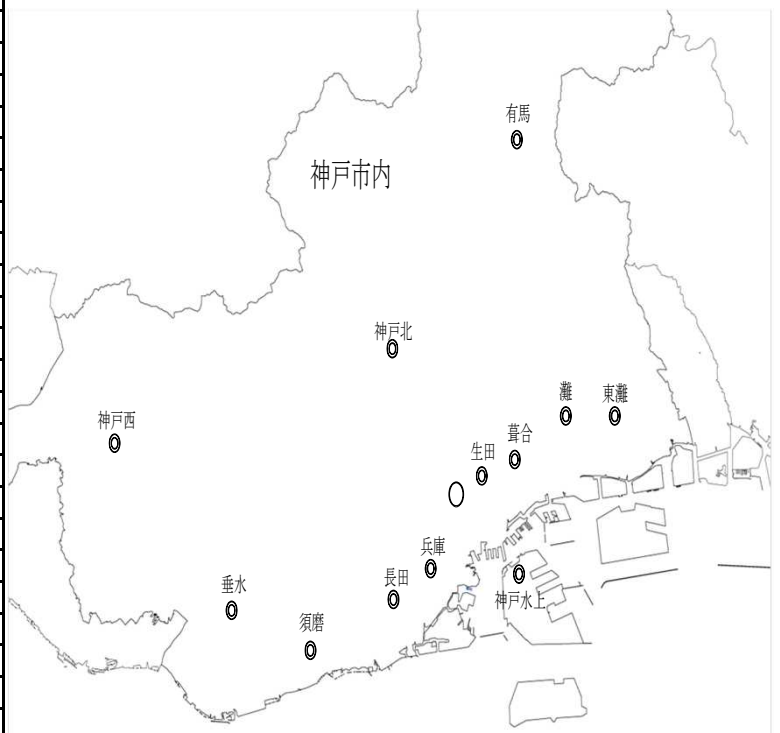 有馬
神戸市内
神戸北
灘
東灘
神戸西
葺合
生田
兵庫
垂水
長田
神戸水上
須磨